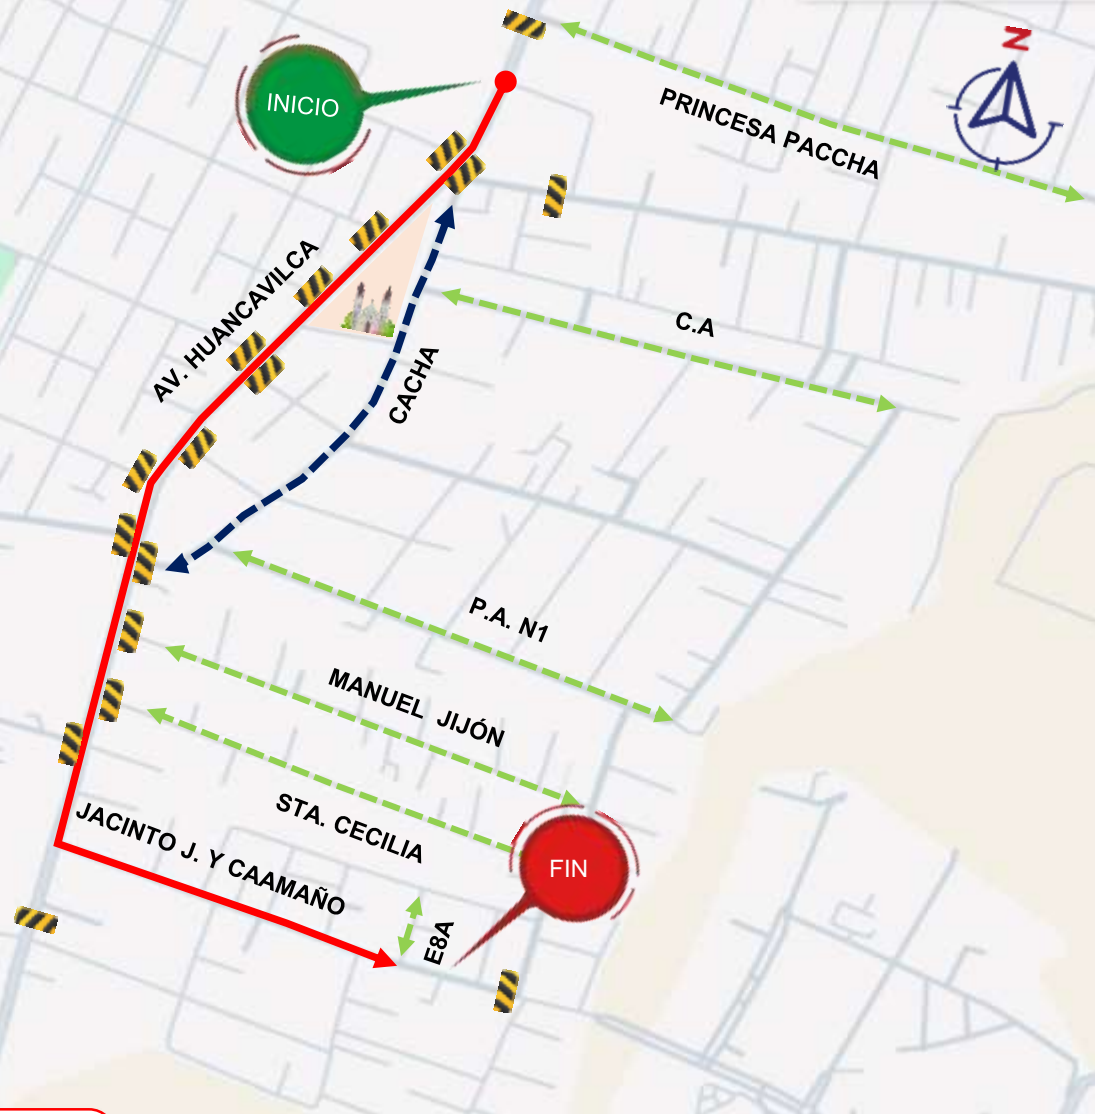 N
INICIO
PRINCESA PACCHA
AV. HUANCAVILCA
C.A
CACHA
P.A. N1
MANUEL JIJÓN
STA. CECILIA
JACINTO J. Y CAAMAÑO
FIN
E8A